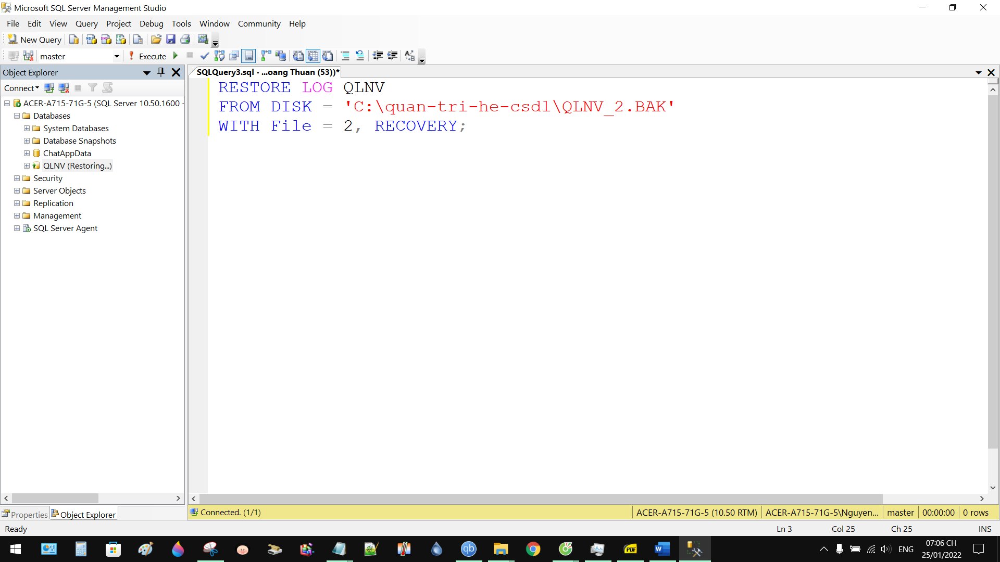 Microsoft SQL Server Management Studio
File Edit View Query Project Debug Tools Window Community Help
New Query
master Execute
Object Explorer
SQLQuery3.sql - ...oang Thuan (53))*
Connect
ACER-A715-71G-5 (SQL Server 10.50.1600 -
Databases
System Databases
Database Snapshots
ChatAppData
QLNV (Restoring...)
Security
Server Objects
Replication
Management
SQL Server Agent
RESTORE LOG QLNV
FROM DISK = 'C:\quan-tri-he-csdl\QLNV_2.BAK'
WITH File = 2, RECOVERY;
Properties Object Explorer
Connected. (1/1) ACER-A715-71G-5 (10.50 RTM) ACER-A715-71G-5\Nguyen... master 00:00:00 0 rows
Ready Ln 3 Col 25 Ch 25 INS
qb PDF W ENG 07:06 CH
25/01/2022